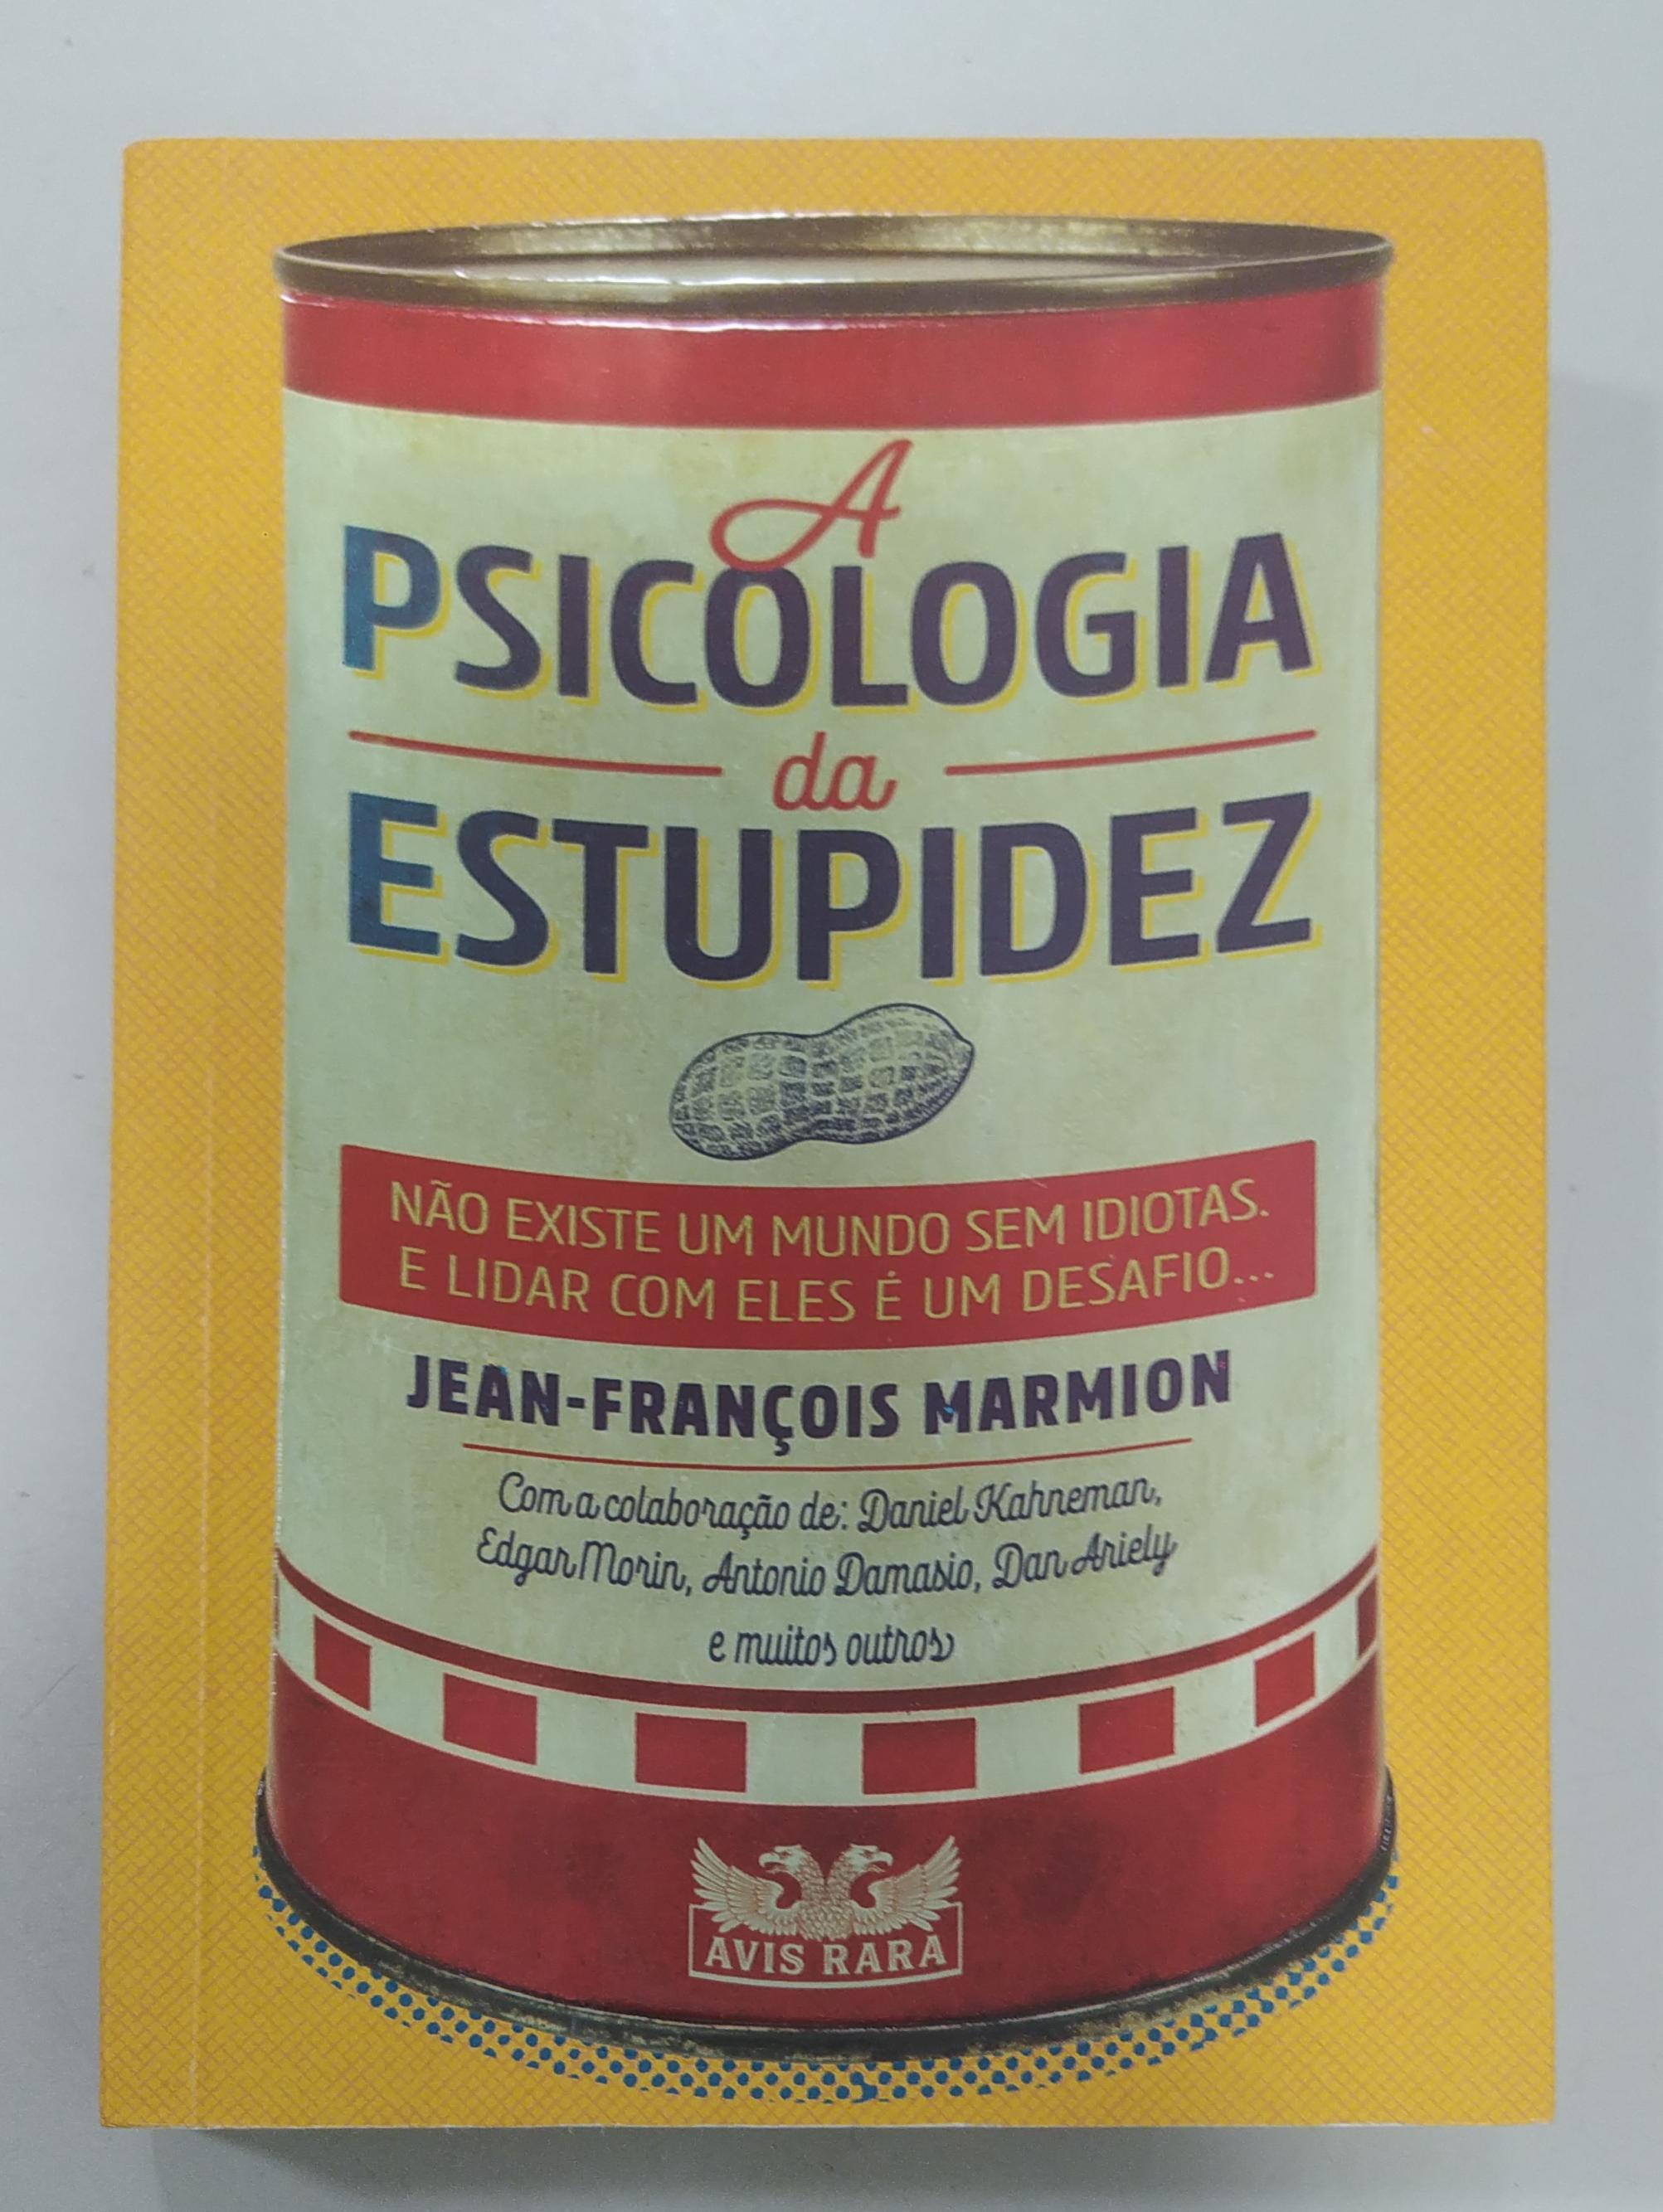 A
PSICOLOGIA
da
ESTUPIDEZ
NÃO EXISTE UM MUNDO SEM IDIOTAS.
E LIDAR COM ELES É UM DESAFIO...
JEAN-FRANÇOIS MARMION
Com a colaboração de: Daniel Kahneman,
Edgar Morin, Antonio Damasio, Dan Ariely
e muitos outros
AVIS RARA